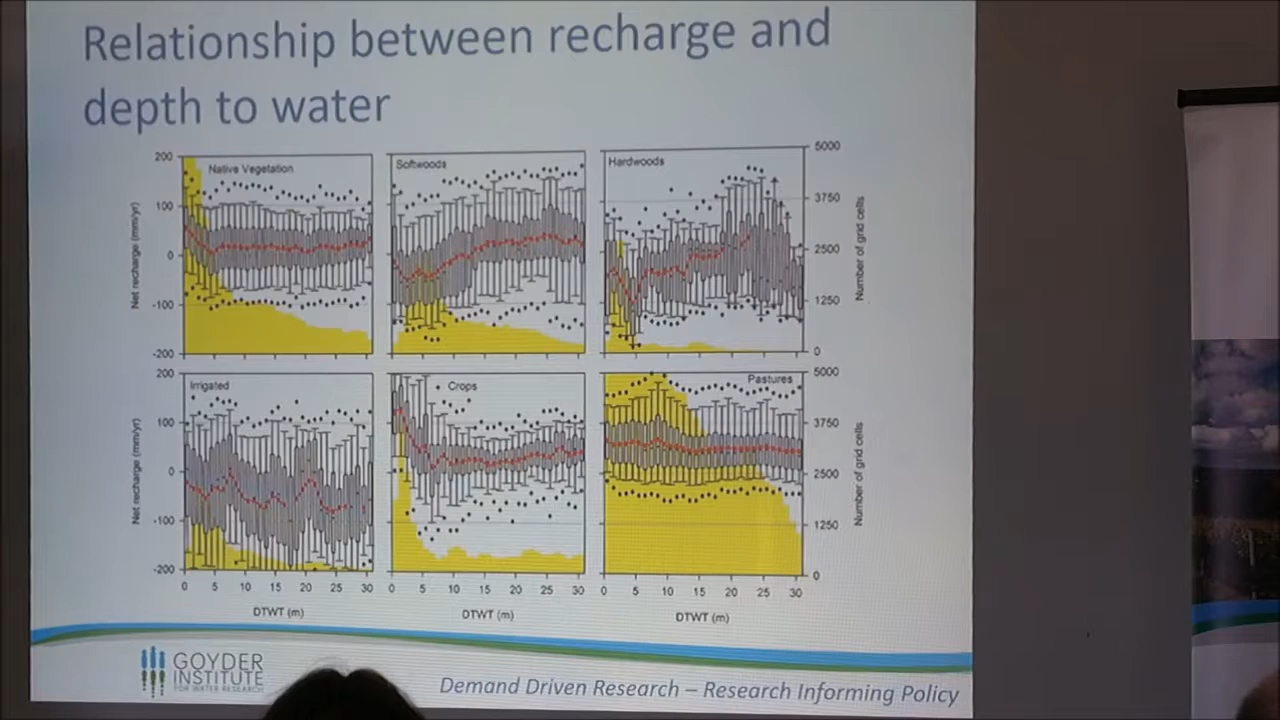 Relationship between recharge and
depth to water
200
100
0
-100
-200
Net recharge (mm/yr)
Native Vegetation
Softwoods
Hardwoods
5000
3750
2500
1250
0
Number of grid cells
200
100
0
-100
-200
Net recharge (mm/yr)
Irrigated
Crops
Pastures
5000
3750
2500
1250
0
Number of grid cells
0 5 10 15 20 25 30
0 5 10 15 20 25 30
0 5 10 15 20 25 30
DTWT (m)
DTWT (m)
DTWT (m)
GOYDER
INSTITUTE
FOR WATER RESEARCH
Demand Driven Research – Research Informing Policy